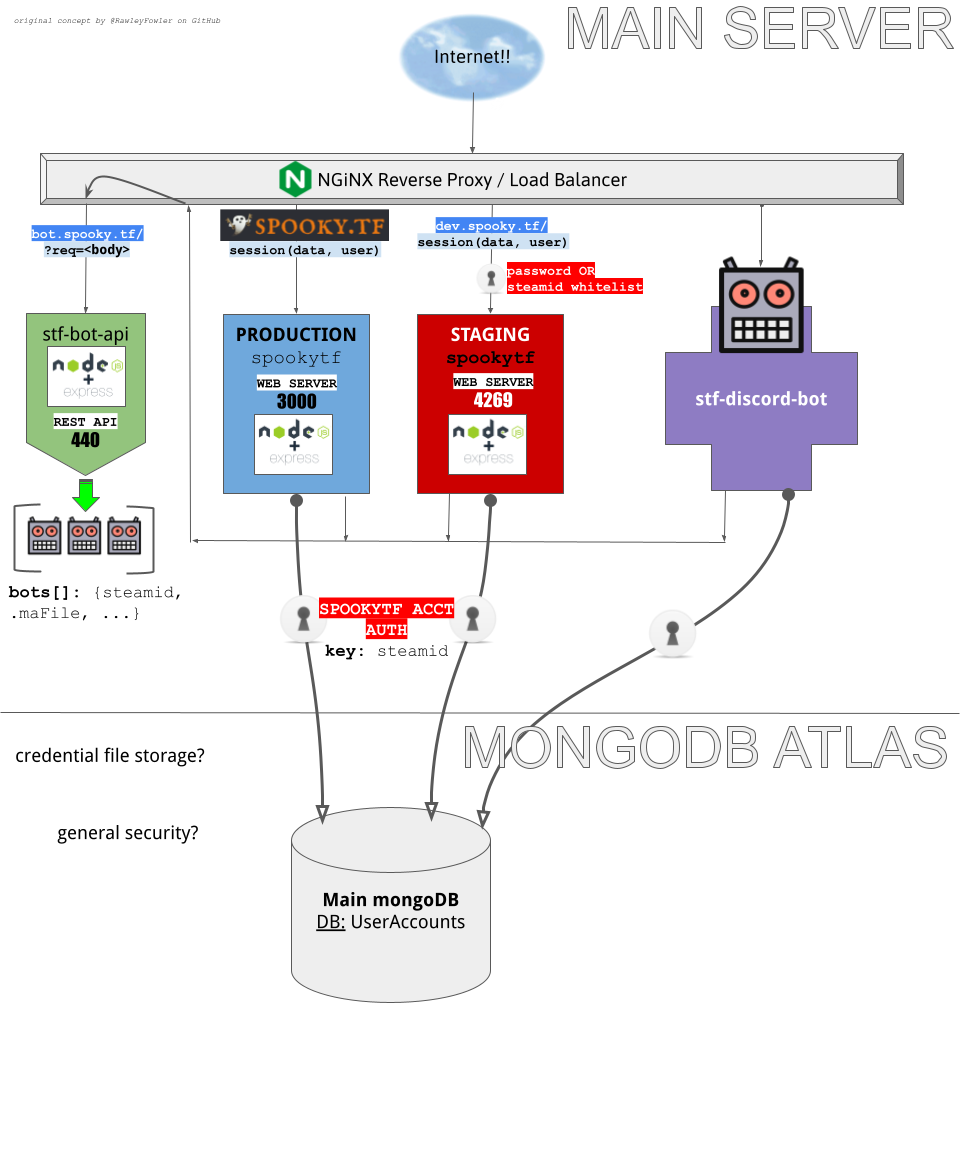 original concept by @RawleyFowler on GitHub
MAIN SERVER
Internet!!
NGiNX Reverse Proxy / Load Balancer
bot.spooky.tf/
?req=<body>
SPOOKY.TF
session(data, user)
dev.spooky.tf/
session(data, user)
password OR
steamid whitelist
stf-bot-api
node JS
+
express
REST API
440
PRODUCTION
spookytf
WEB SERVER
3000
node JS
+
express
STAGING
spookytf
WEB SERVER
4269
node JS
+
express
stf-discord-bot
bots[]: {steamid,
.maFile, ...}
SPOOKYTF ACCT
AUTH
key: steamid
MONGODB ATLAS
credential file storage?
general security?
Main mongoDB
DB: UserAccounts